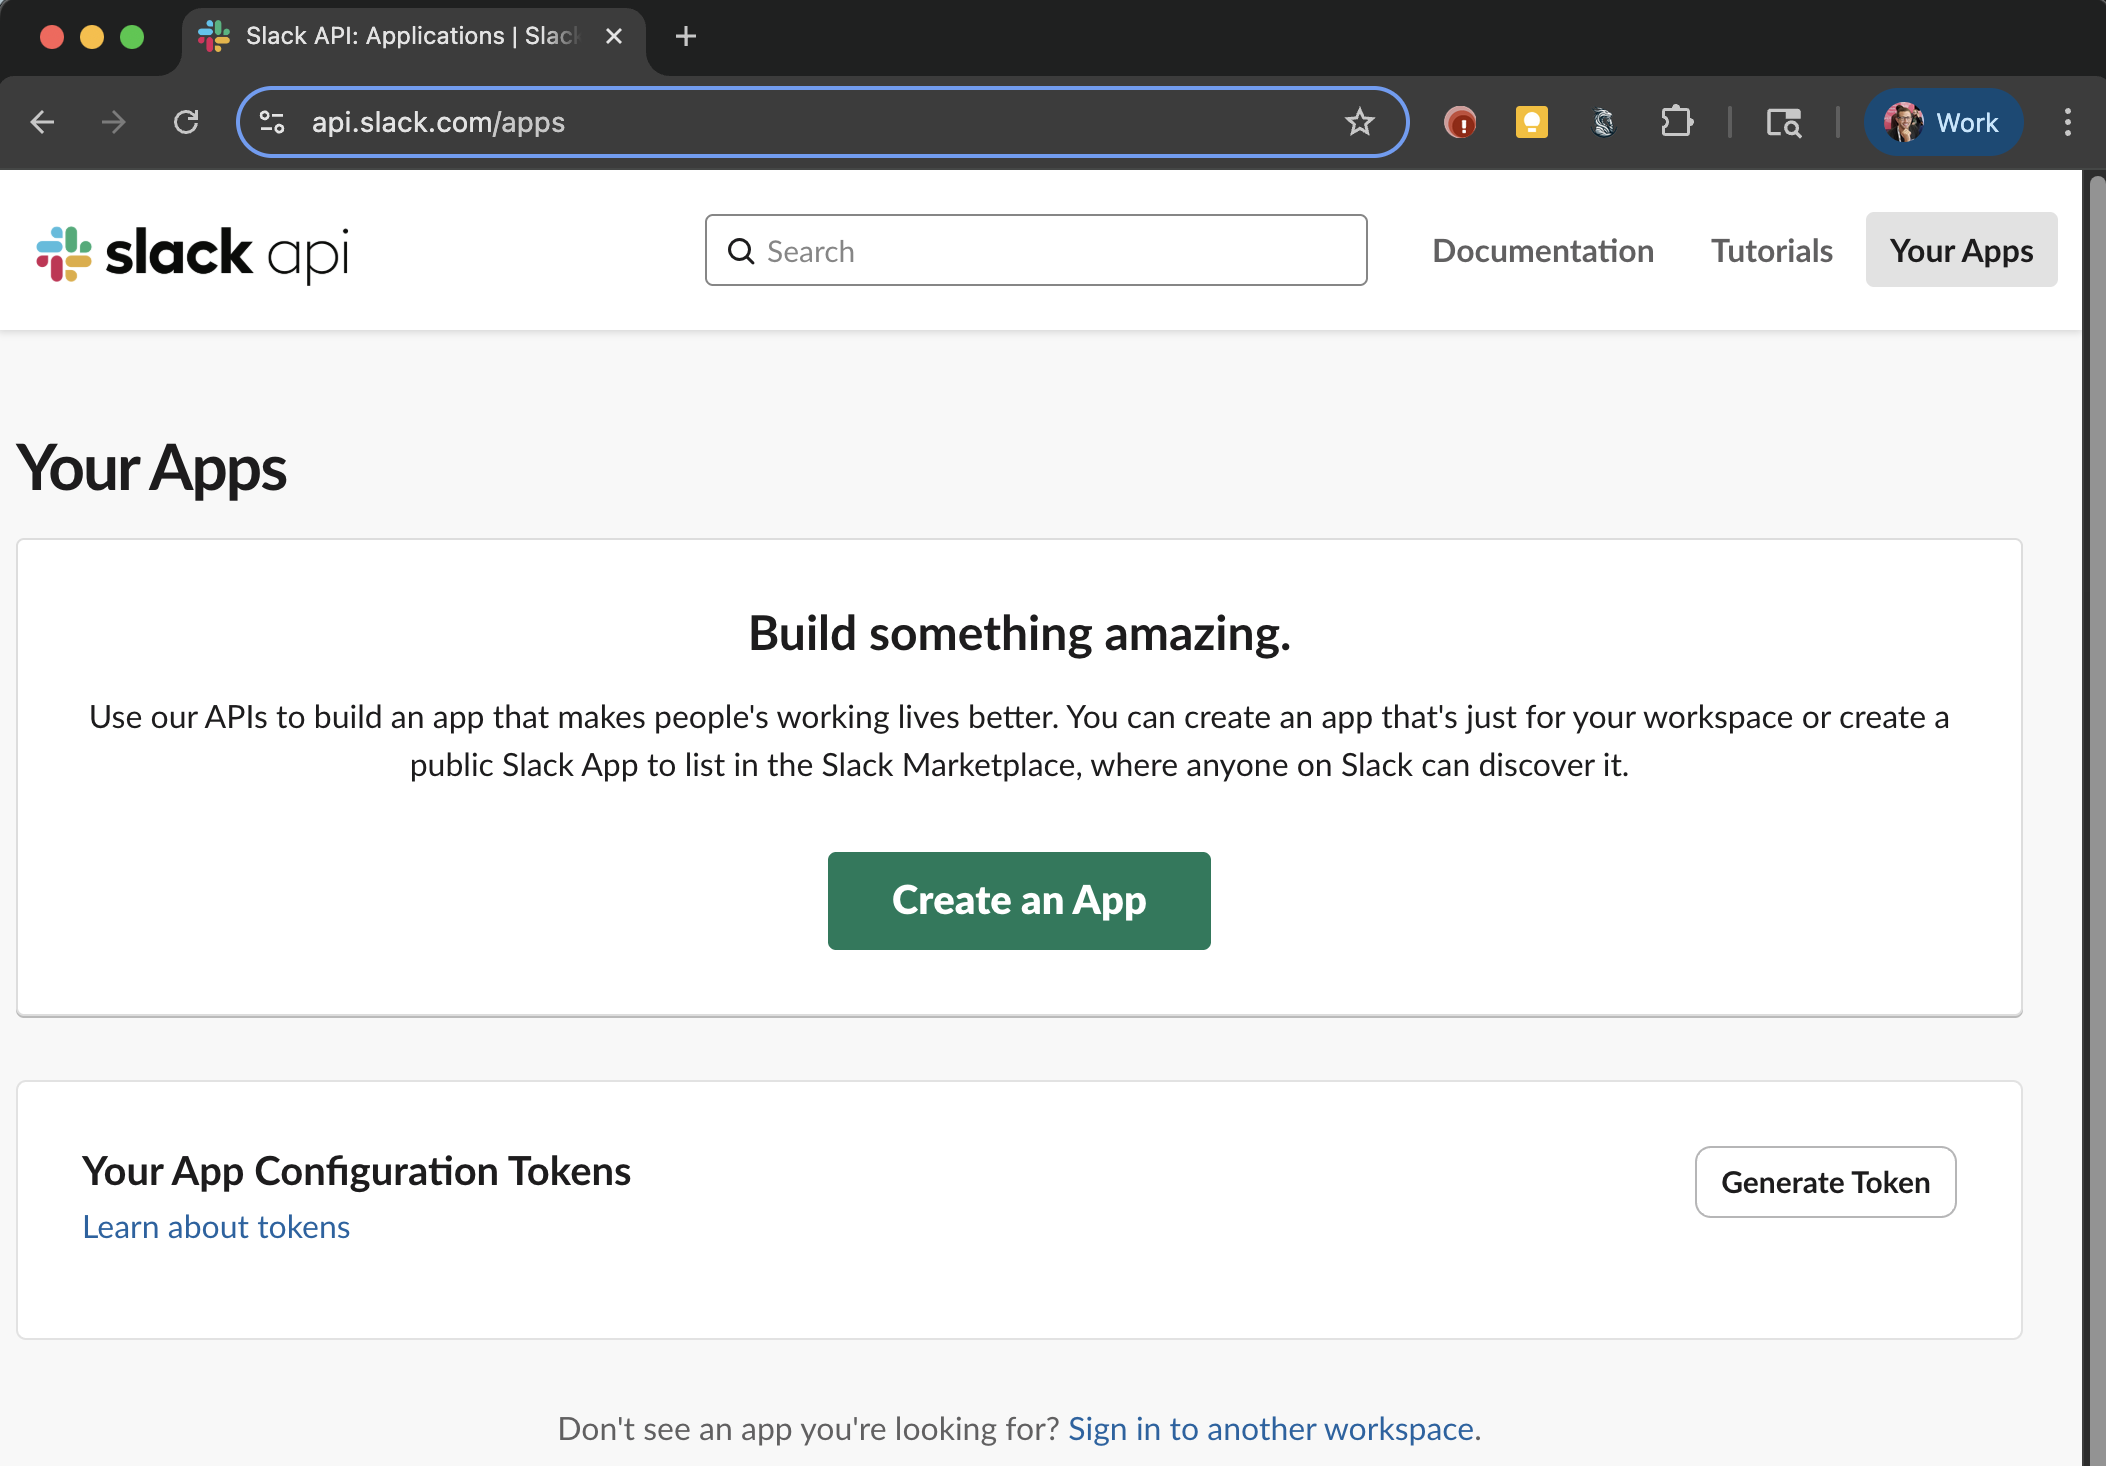 Slack API: Applications | Slack
api.slack.com/apps
Work
slack api
Search
Documentation
Tutorials
Your Apps
Your Apps
Build something amazing.
Use our APIs to build an app that makes people's working lives better. You can create an app that's just for your workspace or create a
public Slack App to list in the Slack Marketplace, where anyone on Slack can discover it.
Create an App
Your App Configuration Tokens
Generate Token
Learn about tokens
Don't see an app you're looking for? Sign in to another workspace.